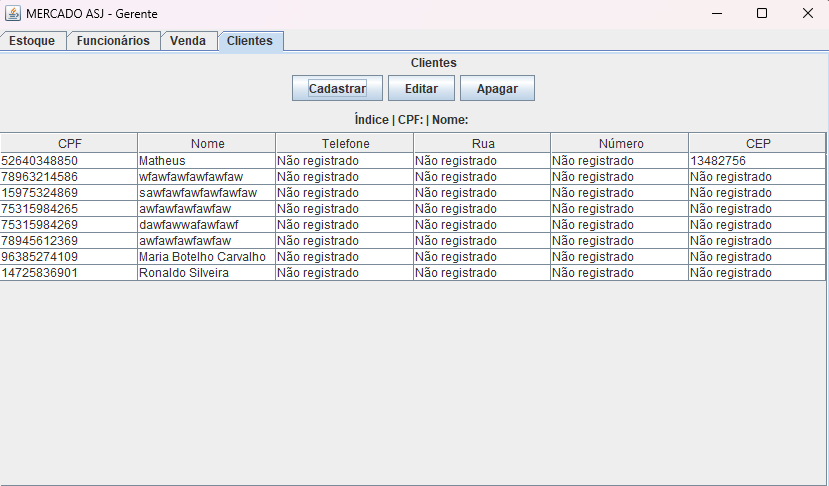 MERCADO ASJ - Gerente
Estoque Funcionários Venda Clientes
Clientes
Cadastrar Editar Apagar
Índice | CPF: | Nome:
CPF Nome Telefone Rua Número CEP
52640348850 Matheus Não registrado Não registrado Não registrado 13482756
78963214586 wfawfawfawfawfaw Não registrado Não registrado Não registrado Não registrado
15975324869 sawfawfawfawfawfaw Não registrado Não registrado Não registrado Não registrado
75315984265 awfawfawfawfaw Não registrado Não registrado Não registrado Não registrado
75315984269 dawfawwafawfawf Não registrado Não registrado Não registrado Não registrado
78945612369 awfawfawfawfaw Não registrado Não registrado Não registrado Não registrado
96385274109 Maria Botelho Carvalho Não registrado Não registrado Não registrado Não registrado
14725836901 Ronaldo Silveira Não registrado Não registrado Não registrado Não registrado